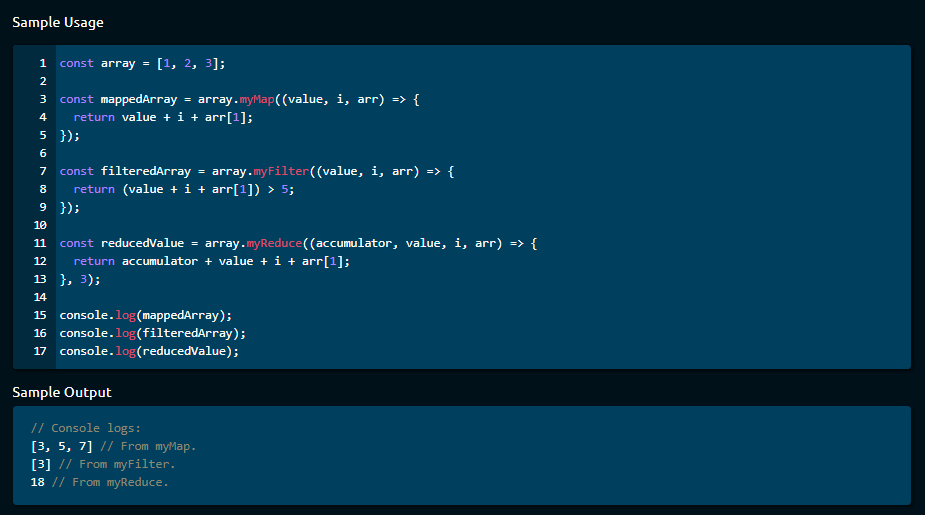 Sample Usage
1 const array = [1, 2, 3];
2
3 const mappedArray = array.myMap((value, i, arr) => {
4   return value + i + arr[1];
5 });
6
7 const filteredArray = array.myFilter((value, i, arr) => {
8   return (value + i + arr[1]) > 5;
9 });
10
11 const reducedValue = array.myReduce((accumulator, value, i, arr) => {
12   return accumulator + value + i + arr[1];
13 }, 3);
14
15 console.log(mappedArray);
16 console.log(filteredArray);
17 console.log(reducedValue);
Sample Output
// Console logs:
[3, 5, 7] // From myMap.
[3] // From myFilter.
18 // From myReduce.